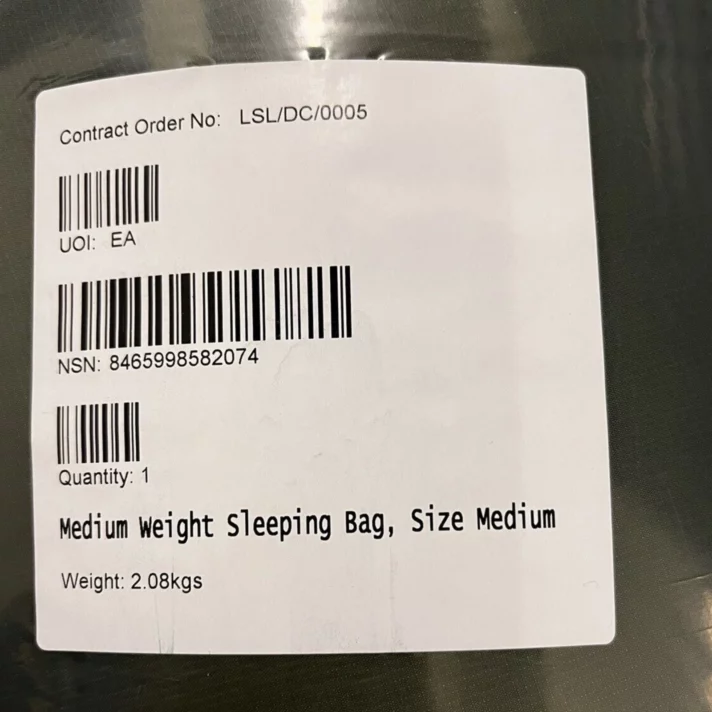 Contract Order No: LSL/DC/0005
UOI: EA
NSN: 8465998582074
Quantity: 1
Medium Weight Sleeping Bag, Size Medium
Weight: 2.08kgs